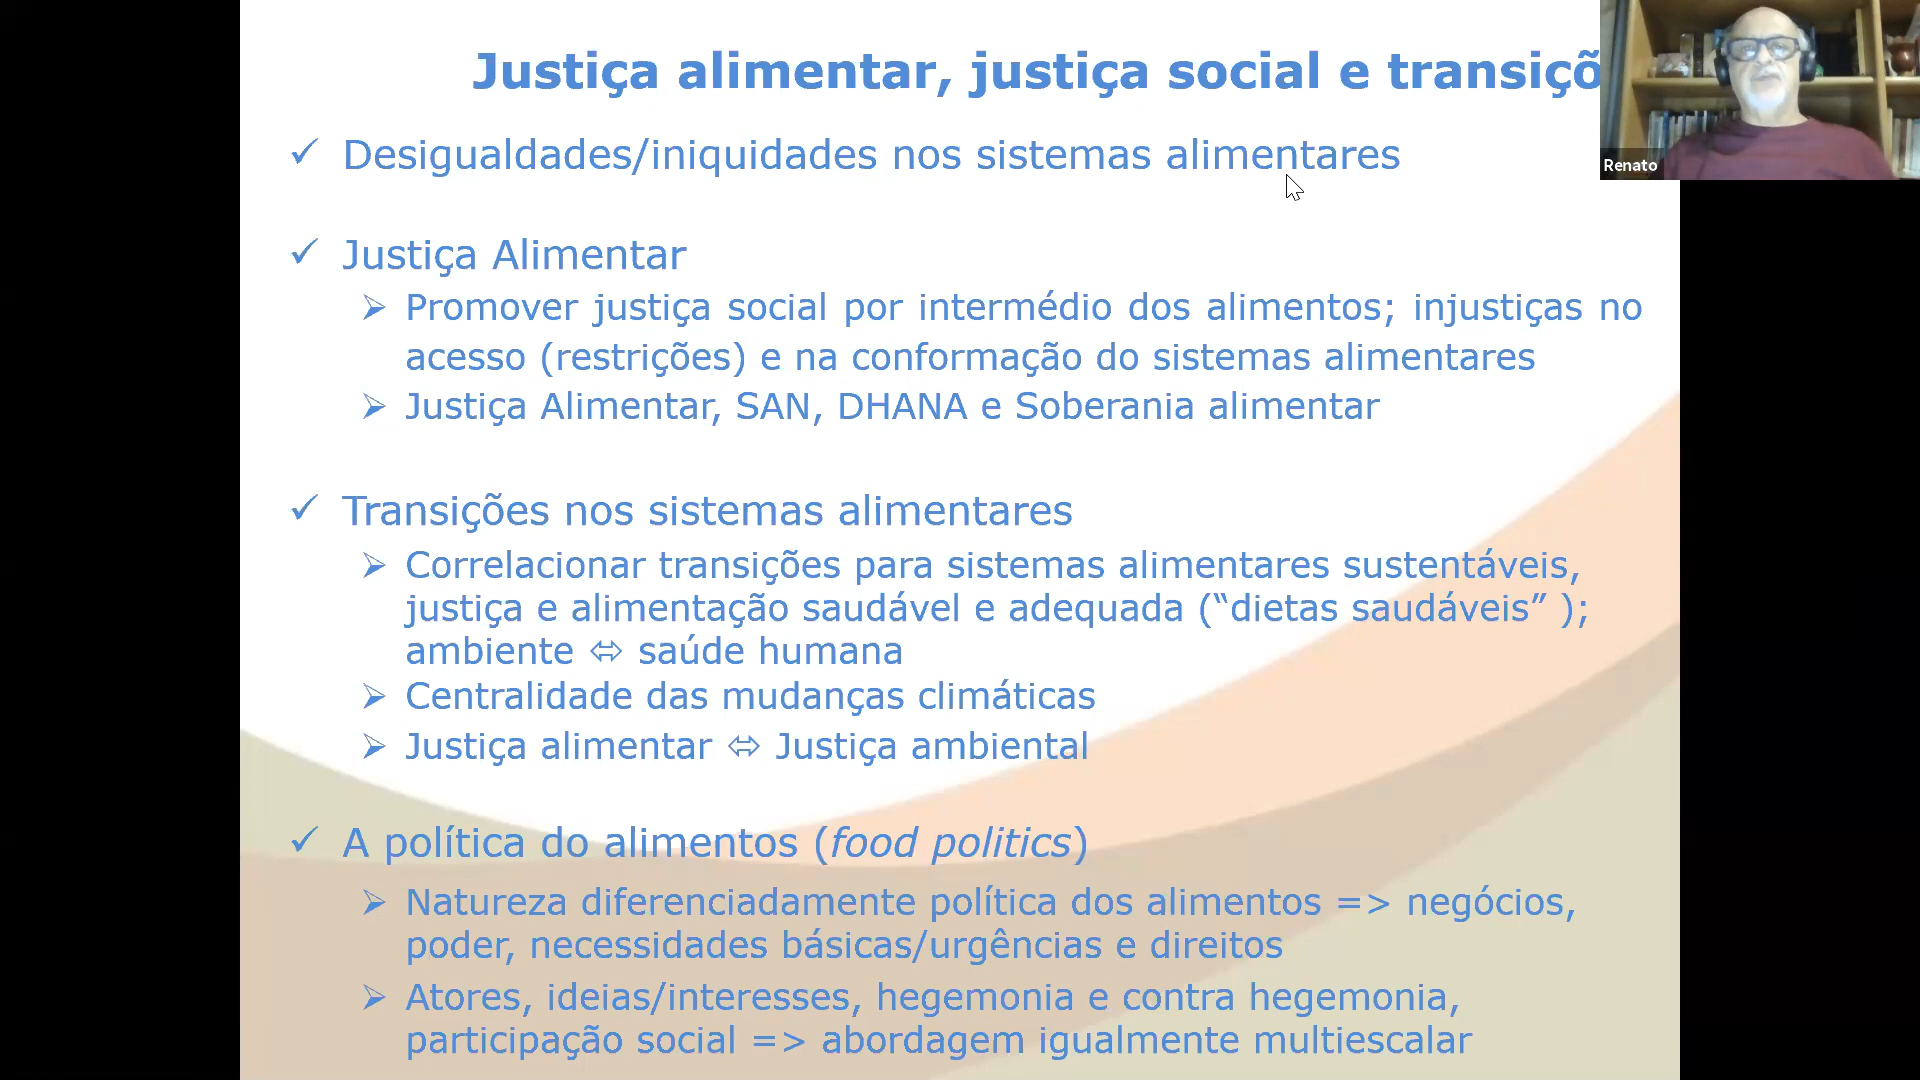 Justiça alimentar, justiça social e transiçõ
Renato
✓ Desigualdades/iniquidades nos sistemas alimentares
✓ Justiça Alimentar
➢ Promover justiça social por intermédio dos alimentos; injustiças no
acesso (restrições) e na conformação do sistemas alimentares
➢ Justiça Alimentar, SAN, DHANA e Soberania alimentar
✓ Transições nos sistemas alimentares
➢ Correlacionar transições para sistemas alimentares sustentáveis,
justiça e alimentação saudável e adequada (“dietas saudáveis” );
ambiente ⬄ saúde humana
➢ Centralidade das mudanças climáticas
➢ Justiça alimentar ⬄ Justiça ambiental
✓ A política do alimentos (food politics)
➢ Natureza diferenciadamente política dos alimentos => negócios,
poder, necessidades básicas/urgências e direitos
➢ Atores, ideias/interesses, hegemonia e contra hegemonia,
participação social => abordagem igualmente multiescalar